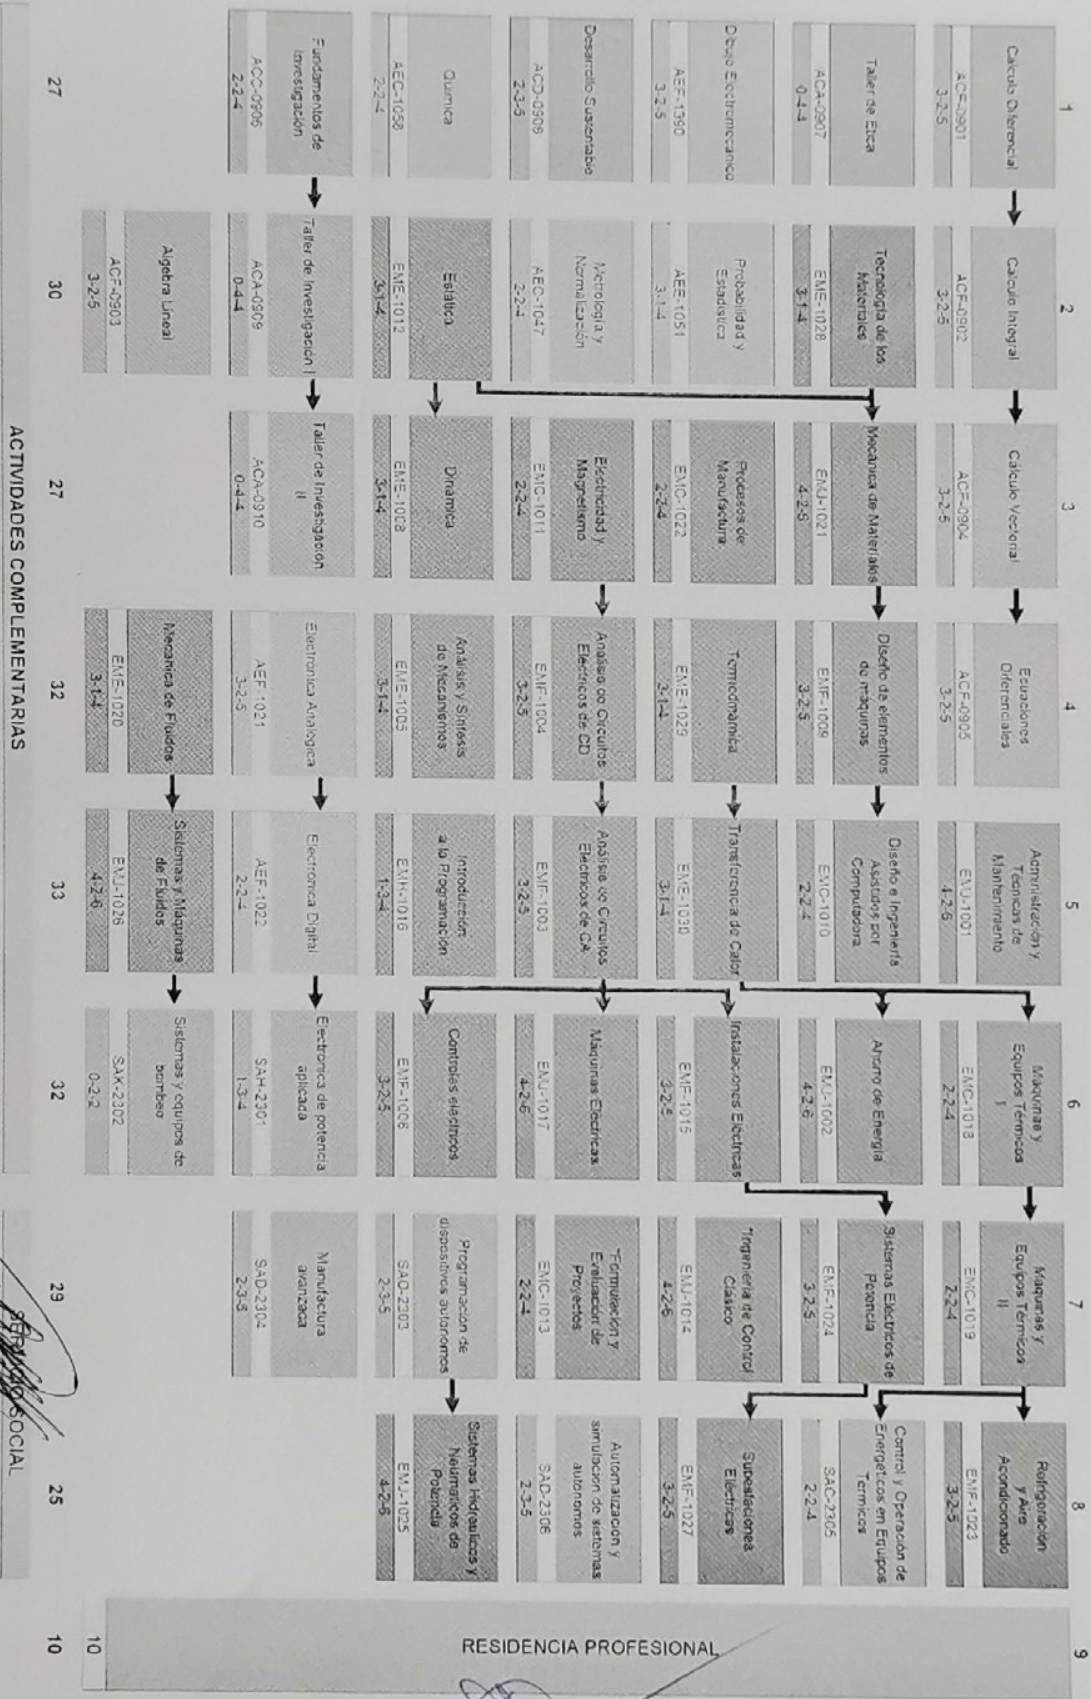 1
Cálculo Diferencial
ACF-0901
3-2-5
Taller de Etica
ACA-0907
0-4-4
Dibujo Electromecánico
AEF-1390
3-2-5
Desarrollo Sustentable
ACD-0908
2-3-5
Química
AEC-1058
2-2-4
Fundamentos de
Investigación
ACC-0906
2-2-4
27
2
Calculo Integral
ACF-0902
3-2-5
Tecnología de los
Materiales
EME-1028
3-1-4
Probabilidad y
Estadística
AEE-1051
3-1-4
Metrología y
Normalización
AEC-1047
2-2-4
Estática
EME-1012
3-1-4
Taller de Investigación I
ACA-0909
0-4-4
Algebra Lineal
ACF-0903
3-2-5
30
3
Cálculo Vectorial
ACF-0904
3-2-5
Mecánica de Materiales
EMJ-1021
4-2-6
Procesos de
Manufactura
EMC-1022
2-2-4
Electricidad y
Magnetismo
EMC-1011
2-2-4
Dinámica
EME-1008
3-1-4
Taller de Investigación
II
ACA-0910
0-4-4
27
4
Ecuaciones
Diferenciales
ACF-0905
3-2-5
Diseño de elementos
de máquinas
EMF-1009
3-2-5
Termodinámica
EME-1029
3-1-4
Análisis de Circuitos
Eléctricos de CD
EMF-1004
3-2-5
Análisis y Síntesis
de Mecanismos
EME-1005
3-1-4
Electrónica Analógica
AEF-1021
3-2-5
Mecánica de Fluidos
EME-1020
3-1-4
32
5
Administración y
Técnicas de
Mantenimiento
EMJ-1001
4-2-6
Diseño e Ingeniería
Asistidos por
Computadora
EMC-1010
2-2-4
Transferencia de Calor
EME-1030
3-1-4
Análisis de Circuitos
Eléctricos de CA
EMF-1003
3-2-5
Introducción
a la Programación
EMH-1016
1-3-4
Electrónica Digital
AEF-1022
2-2-4
Sistemas y Máquinas
de Fluidos
EMJ-1026
4-2-6
33
6
Máquinas y
Equipos Térmicos
I
EMC-1018
2-2-4
Ahorro de Energía
EMJ-1002
4-2-6
Instalaciones Eléctricas
EMF-1015
3-2-5
Máquinas Eléctricas
EMJ-1017
4-2-6
Controles eléctricos
EMF-1006
3-2-5
Electronica de potencia
aplicada
SAH-2301
1-3-4
Sistemas y equipos de
bombeo
SAK-2302
0-2-2
32
7
Maquinas y
Equipos Térmicos
II
EMC-1019
2-2-4
Sistemas Electricos de
Potencia
EMF-1024
3-2-5
*Ingeniería de Control
Clásico
EMJ-1014
4-2-6
*Formulación y
Evaluación de
Proyectos
EMC-1013
2-2-4
Programación de
dispositivos autonomos
SAD-2303
2-3-5
Manufactura
avanzada
SAD-2304
2-3-5
29
8
Refrigeración
y Aire
Acondicionado
EMF-1023
3-2-5
Control y Operación de
Energetos en Equipos
Termicos
SAC-2305
2-2-4
Subestaciones
Eléctricas
EMF-1027
3-2-5
Automatización y
simulacion de sistemas
autonomos
SAD-2306
2-3-5
Sistemas Hidraulicos y
Neumaticos de
Potencia
EMJ-1025
4-2-6
25
9
RESIDENCIA PROFESIONAL
10
10
ACTIVIDADES COMPLEMENTARIAS
SERVICIO SOCIAL